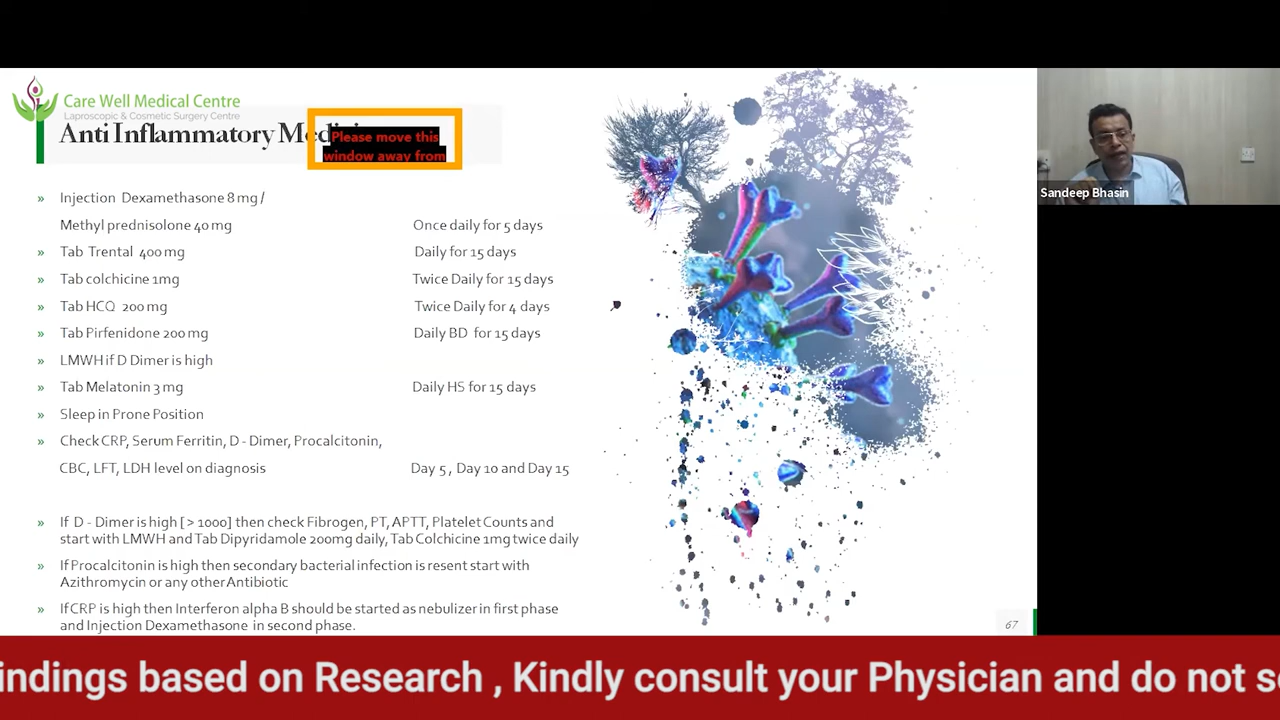 Care Well Medical Centre
Laproscopic & Cosmetic Surgery Centre
Anti Inflammatory
Please move this
window away from
Sandeep Bhasin
» Injection Dexamethasone 8 mg /
Methyl prednisolone 40 mg Once daily for 5 days
» Tab Trental 400 mg Daily for 15 days
» Tab colchicine 1mg Twice Daily for 15 days
» Tab HCQ 200 mg Twice Daily for 4 days
» Tab Pirfenidone 200 mg Daily BD for 15 days
» LMWH if D Dimer is high
» Tab Melatonin 3 mg Daily HS for 15 days
» Sleep in Prone Position
» Check CRP, Serum Ferritin, D - Dimer, Procalcitonin,
CBC, LFT, LDH level on diagnosis Day 5 , Day 10 and Day 15
» If D - Dimer is high [ > 1000] then check Fibrogen, PT, APTT, Platelet Counts and
start with LMWH and Tab Dipyridamole 200mg daily, Tab Colchicine 1mg twice daily
» If Procalcitonin is high then secondary bacterial infection is resent start with
Azithromycin or any other Antibiotic
» If CRP is high then Interferon alpha B should be started as nebulizer in first phase
and Injection Dexamethasone in second phase.
67
indings based on Research , Kindly consult your Physician and do not s